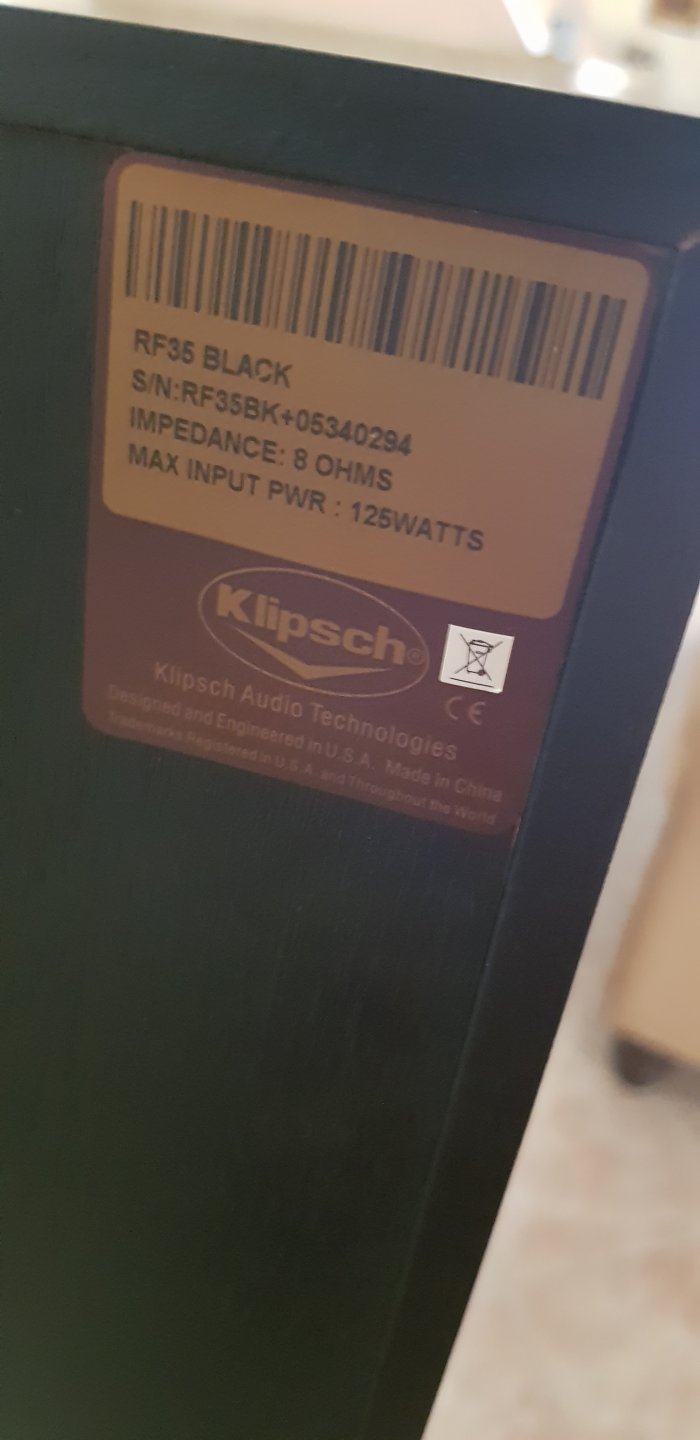 RF35 BLACK
S/N:RF35BK+05340294
IMPEDANCE: 8 OHMS
MAX INPUT PWR : 125WATTS
Klipsch®
CE
Klipsch Audio Technologies
Designed and Engineered in U.S.A. Made in China
Trademarks Registered in U.S.A. and Throughout the World